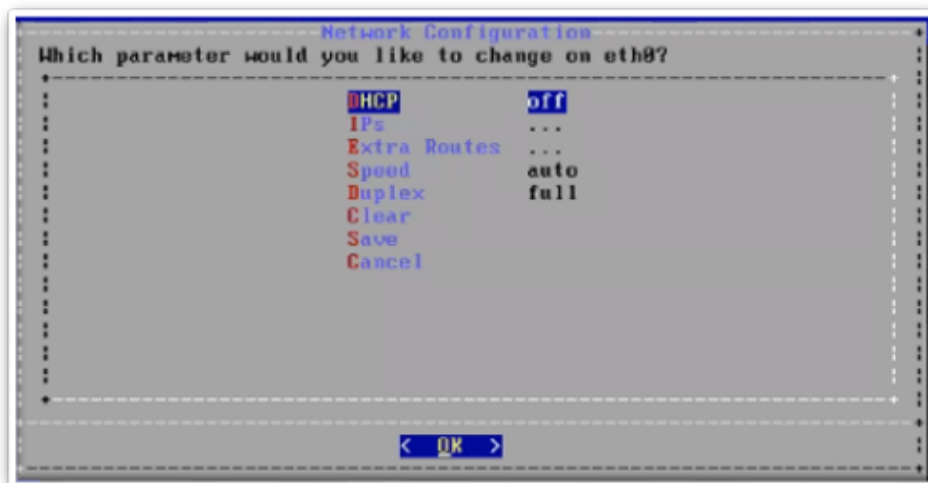 Network Configuration
Which parameter would you like to change on eth0?
DHCP off
IPs ...
Extra Routes ...
Speed auto
Duplex full
Clear
Save
Cancel
< OK >